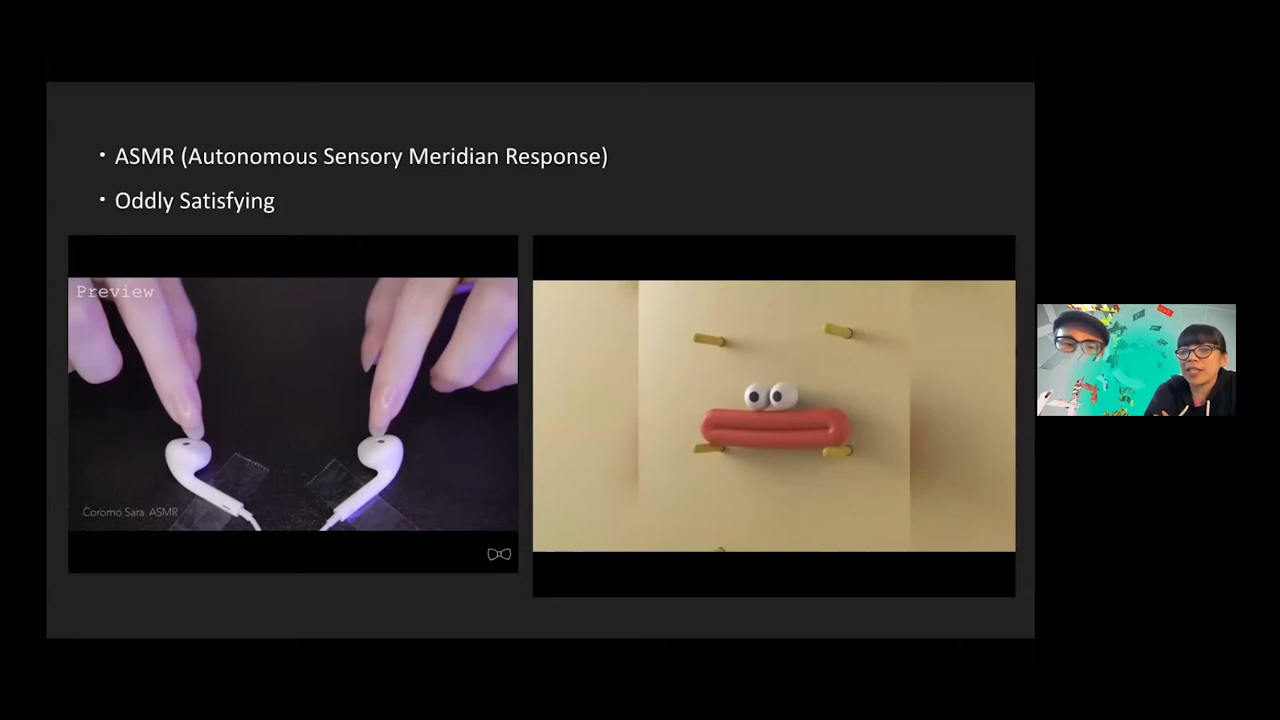 · ASMR (Autonomous Sensory Meridian Response)
· Oddly Satisfying
Preview
Coromo Sara. ASMR